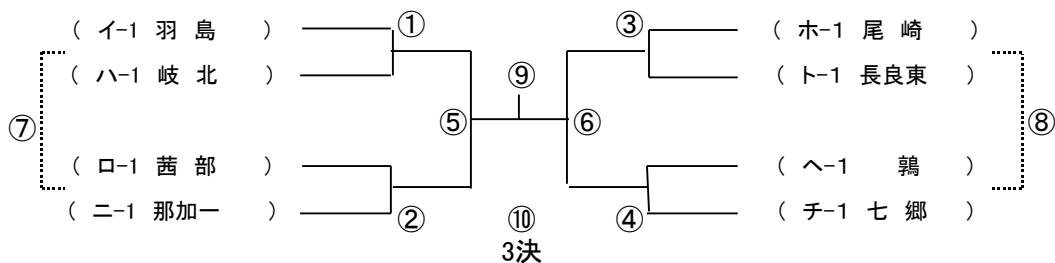 ( イ-1 羽 島 ) ① ③ ( ホ-1 尾 崎 )
( ハ-1 岐 北 ) ⑨ ( ト-1 長良東 )
⑦ ⑤ ⑥ ⑧
( ロ-1 茜 部 ) ( ヘ-1 鶉 )
( ニ-1 那加一 ) ② ⑩ ④ ( チ-1 七 郷 )
3決